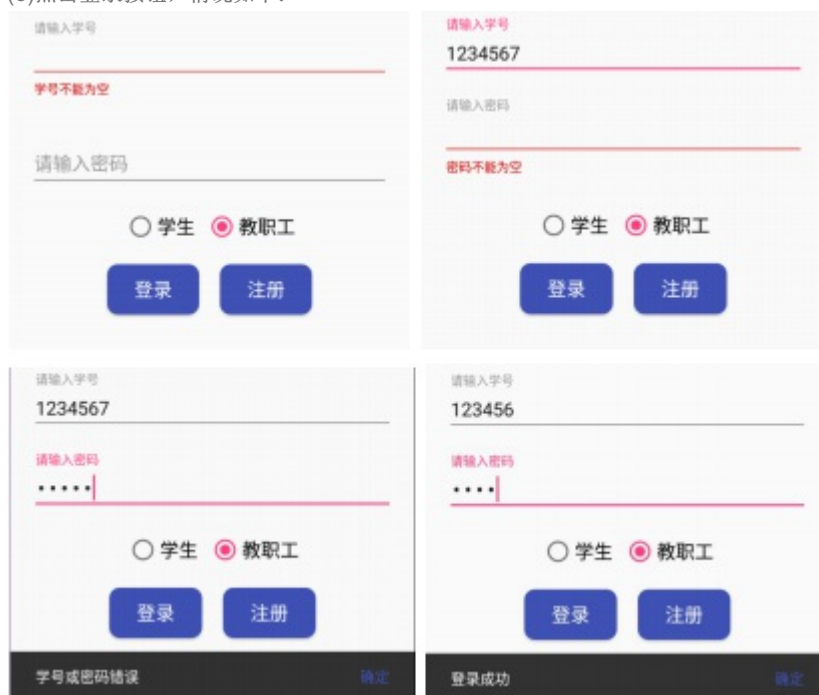 请输入学号
学号不能为空
请输入密码
学生 教职工
登录 注册
请输入学号
1234567
请输入密码
密码不能为空
学生 教职工
登录 注册
请输入学号
1234567
请输入密码
•••••
学生 教职工
登录 注册
学号或密码错误 确定
请输入学号
123456
请输入密码
••••
学生 教职工
登录 注册
登录成功 确定